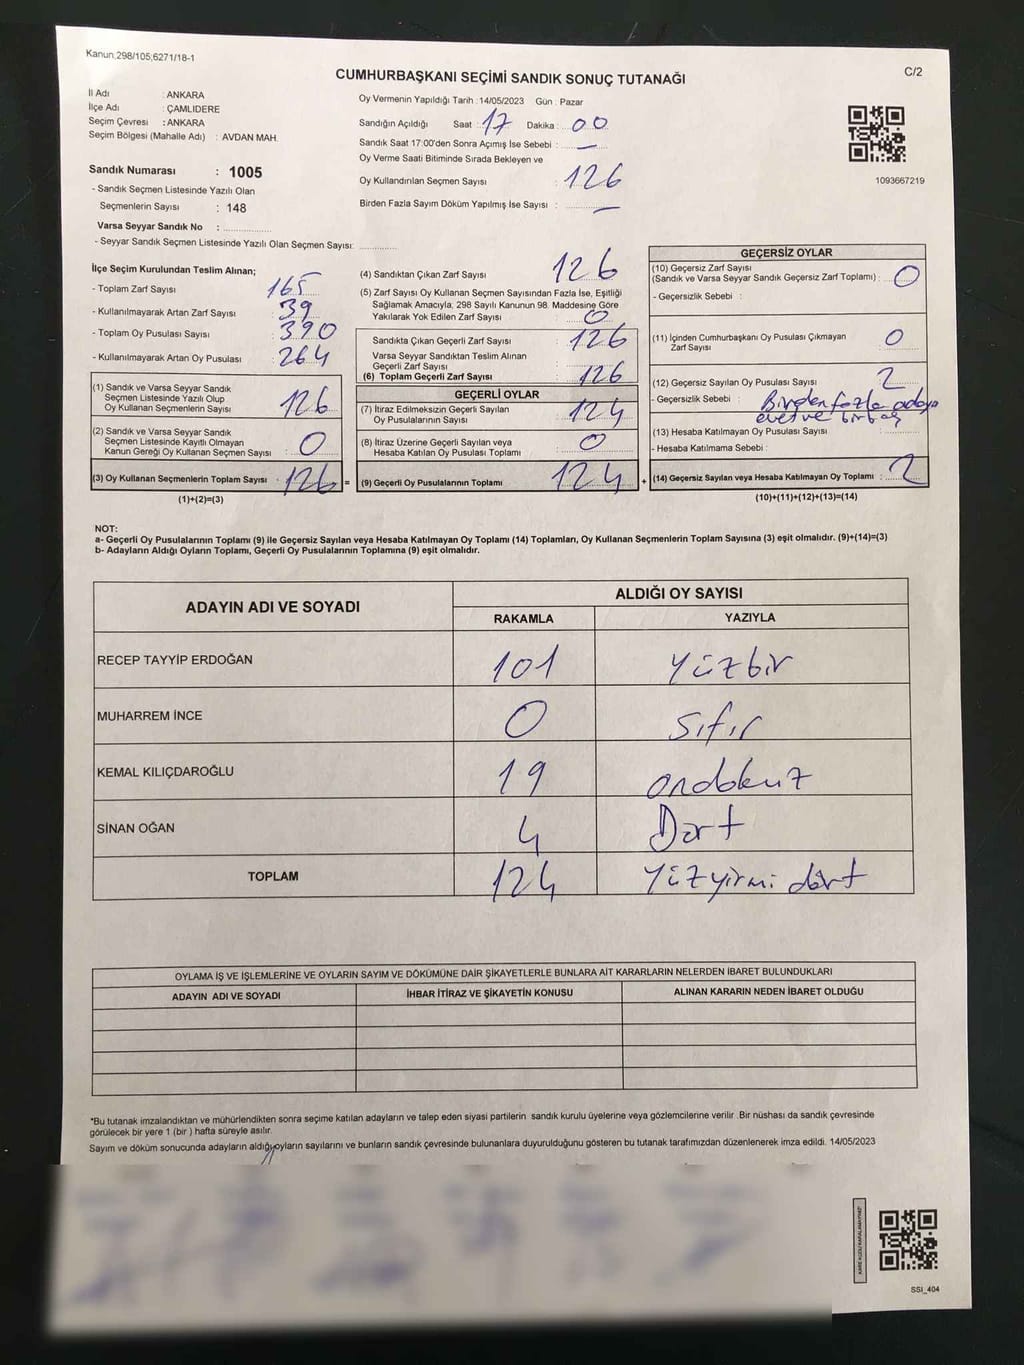 Kanun:298/105;6271/18-1
C/2
CUMHURBAŞKANI SEÇİMİ SANDIK SONUÇ TUTANAĞI
İl Adı : ANKARA
İlçe Adı : ÇAMLIDERE
Seçim Çevresi : ANKARA
Seçim Bölgesi (Mahalle Adı) : AVDAN MAH.
Sandık Numarası : 1005
- Sandık Seçmen Listesinde Yazılı Olan
Seçmenlerin Sayısı : 148
Varsa Seyyar Sandık No :
- Seyyar Sandık Seçmen Listesinde Yazılı Olan Seçmen Sayısı:
Oy Vermenin Yapıldığı Tarih : 14/05/2023 Gün : Pazar
Sandığın Açıldığı Saat : 17 Dakika : 00
Sandık Saat 17:00'den Sonra Açımış İse Sebebi : —
Oy Verme Saati Bitiminde Sırada Bekleyen ve
Oy Kullandırılan Seçmen Sayısı : 126
Birden Fazla Sayım Döküm Yapılmış İse Sayısı : —
1093667219
İlçe Seçim Kurulundan Teslim Alınan;
- Toplam Zarf Sayısı : 165
- Kullanılmayarak Artan Zarf Sayısı : 39
- Toplam Oy Pusulası Sayısı : 390
- Kullanılmayarak Artan Oy Pusulası : 264
(1) Sandık ve Varsa Seyyar Sandık
Seçmen Listesinde Yazılı Olup
Oy Kullanan Seçmenlerin Sayısı : 126
(2) Sandık ve Varsa Seyyar Sandık
Seçmen Listesinde Kayıtlı Olmayan
Kanun Gereği Oy Kullanan Seçmen Sayısı : 0
(3) Oy Kullanan Seçmenlerin Toplam Sayısı : 126 =
(1)+(2)=(3)
(4) Sandıktan Çıkan Zarf Sayısı : 126
(5) Zarf Sayısı Oy Kullanan Seçmen Sayısından Fazla İse, Eşitliği
Sağlamak Amacıyla, 298 Sayılı Kanunun 98. Maddesine Göre
Yakılarak Yok Edilen Zarf Sayısı : 0
Sandıkta Çıkan Geçerli Zarf Sayısı : 126
Varsa Seyyar Sandıktan Teslim Alınan
Geçerli Zarf Sayısı :
(6) Toplam Geçerli Zarf Sayısı : 126
GEÇERLİ OYLAR
(7) İtiraz Edilmeksizin Geçerli Sayılan
Oy Pusulalarının Sayısı : 124
(8) İtiraz Üzerine Geçerli Sayılan veya
Hesaba Katılan Oy Pusulası Toplamı : 0
(9) Geçerli Oy Pusulalarının Toplamı : 124 +
GEÇERSİZ OYLAR
(10) Geçersiz Zarf Sayısı
(Sandık ve Varsa Seyyar Sandık Geçersiz Zarf Toplamı) : 0
- Geçersizlik Sebebi :
(11) İçinden Cumhurbaşkanı Oy Pusulası Çıkmayan
Zarf Sayısı : 0
(12) Geçersiz Sayılan Oy Pusulası Sayısı : 2
- Geçersizlik Sebebi : Birden fazla adaya
evet ve
(13) Hesaba Katılmayan Oy Pusulası Sayısı :
- Hesaba Katılmama Sebebi :
(14) Geçersiz Sayılan veya Hesaba Katılmayan Oy Toplamı : 2
(10)+(11)+(12)+(13)=(14)
NOT:
a- Geçerli Oy Pusulalarının Toplamı (9) ile Geçersiz Sayılan veya Hesaba Katılmayan Oy Toplamı (14) Toplamları, Oy Kullanan Seçmenlerin Toplam Sayısına (3) eşit olmalıdır. (9)+(14)=(3)
b- Adayların Aldığı Oyların Toplamı, Geçerli Oy Pusulalarının Toplamına (9) eşit olmalıdır.
ADAYIN ADI VE SOYADI ALDIĞI OY SAYISI
RAKAMLA YAZIYLA
RECEP TAYYİP ERDOĞAN 101 Yüzbir
MUHARREM İNCE 0 Sıfır
KEMAL KILIÇDAROĞLU 19 ondokuz
SİNAN OĞAN 4 Dört
TOPLAM 124 Yüzyirmi dört
OYLAMA İŞ VE İŞLEMLERİNE VE OYLARIN SAYIM VE DÖKÜMÜNE DAİR ŞİKAYETLERLE BUNLARA AİT KARARLARIN NELERDEN İBARET BULUNDUKLARI
ADAYIN ADI VE SOYADI İHBAR İTİRAZ VE ŞİKAYETİN KONUSU ALINAN KARARIN NEDEN İBARET OLDUĞU
*Bu tutanak imzalandıktan ve mühürlendikten sonra seçime katılan adayların ve talep eden siyasi partilerin sandık kurulu üyelerine veya gözlemcilerine verilir. Bir nüshası da sandık çevresinde
görülecek bir yere 1 (bir) hafta süreyle asılır.
Sayım ve döküm sonucunda adayların aldığı oyların sayılarını ve bunların sandık çevresinde bulunanlara duyurulduğunu gösteren bu tutanak tarafımızdan düzenlenerek imza edildi. 14/05/2023
SSI_404